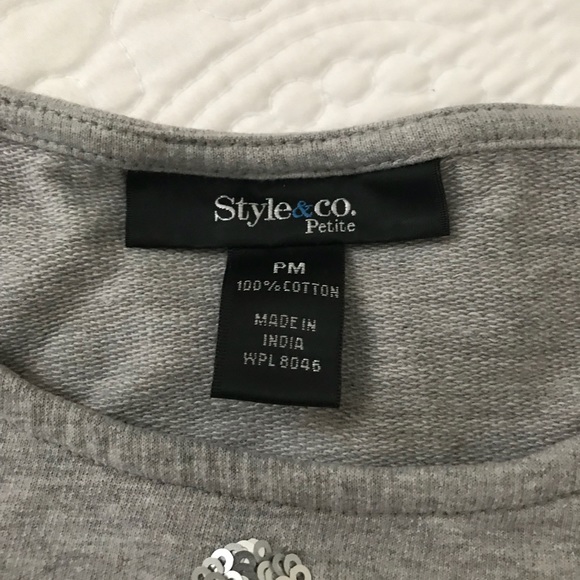 Style&co.
Petite
PM
100% COTTON
MADE IN
INDIA
WPL 8046